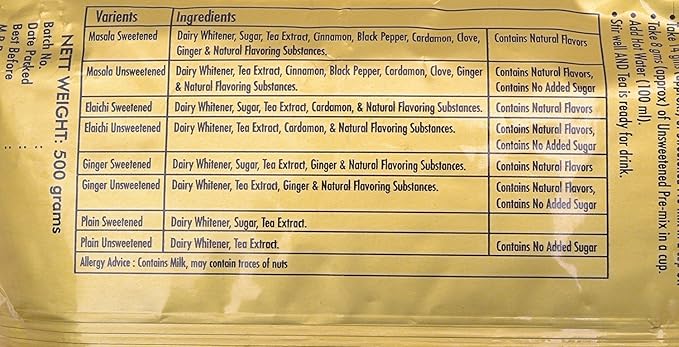 Varients Ingredients
Masala Sweetened Dairy Whitener, Sugar, Tea Extract, Cinnamon, Black Pepper, Cardamon, Clove, Contains Natural Flavors
Ginger & Natural Flavoring Substances.
Masala Unsweetened Dairy Whitener, Tea Extract, Cinnamon, Black Pepper, Cardamon, Clove, Ginger Contains Natural Flavors,
& Natural Flavoring Substances. Contains No Added Sugar
Elaichi Sweetened Dairy Whitener, Sugar, Tea Extract, Cardamon, & Natural Flavoring Substances. Contains Natural Flavors
Elaichi Unsweetened Dairy Whitener, Tea Extract, Cardamon, & Natural Flavoring Substances. Contains Natural Flavors,
Contains No Added Sugar
Ginger Sweetened Dairy Whitener, Sugar, Tea Extract, Ginger & Natural Flavoring Substances. Contains Natural Flavors
Ginger Unsweetened Dairy Whitener, Tea Extract, Ginger & Natural Flavoring Substances. Contains Natural Flavors,
Contains No Added Sugar
Plain Sweetened Dairy Whitener, Sugar, Tea Extract.
Plain Unsweetened Dairy Whitener, Tea Extract. Contains No Added Sugar
Allergy Advice : Contains Milk, may contain traces of nuts
NETT WEIGHT: 500 grams
Batch No :
Date Packed :
Best Before :
• Take 8 gms (approx) of Unsweetened Pre-mix in a cup.
• Add Hot Water (100 ml).
• Stir well AND Tea is ready for drink.